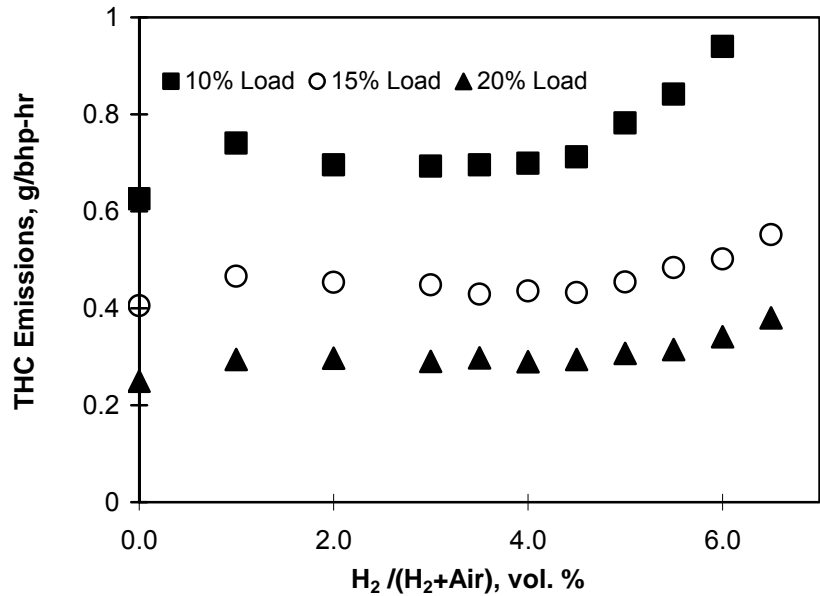 1
10% Load 15% Load 20% Load
0.8
0.6
0.4
0.2
0
THC Emissions, g/bhp-hr
0.0 2.0 4.0 6.0
H₂ /(H₂+Air), vol. %